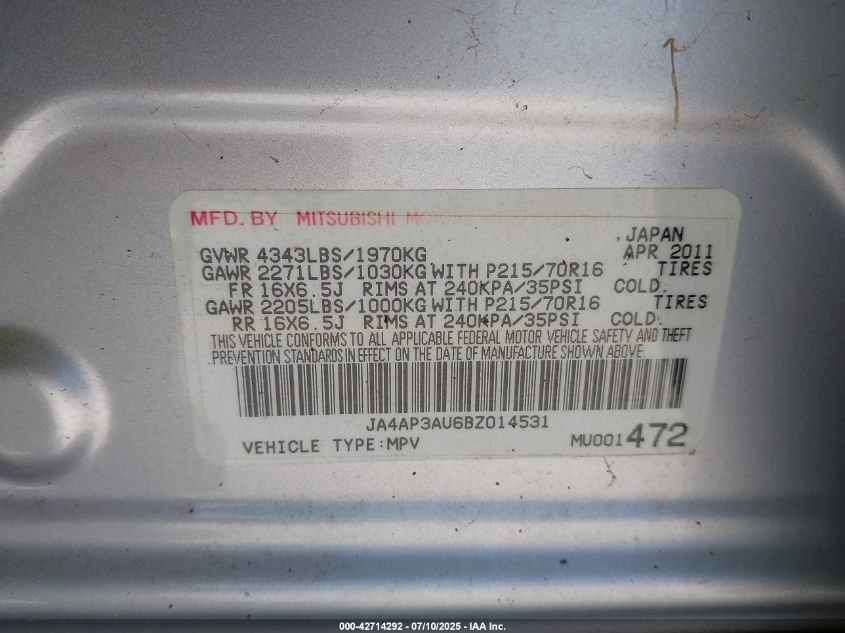 MFD. BY MITSUBISHI
JAPAN
GVWR 4343LBS/1970KG APR 2011
GAWR 2271LBS/1030KG WITH P215/70R16 TIRES
FR 16X6.5J RIMS AT 240KPA/35PSI COLD.
GAWR 2205LBS/1000KG WITH P215/70R16 TIRES
RR 16X6.5J RIMS AT 240KPA/35PSI COLD.
THIS VEHICLE CONFORMS TO ALL APPLICABLE FEDERAL MOTOR VEHICLE SAFETY AND THEFT
PREVENTION STANDARDS IN EFFECT ON THE DATE OF MANUFACTURE SHOWN ABOVE.
JA4AP3AU6BZ014531
VEHICLE TYPE:MPV MU001472
000-42714292 - 07/10/2025 - IAA Inc.